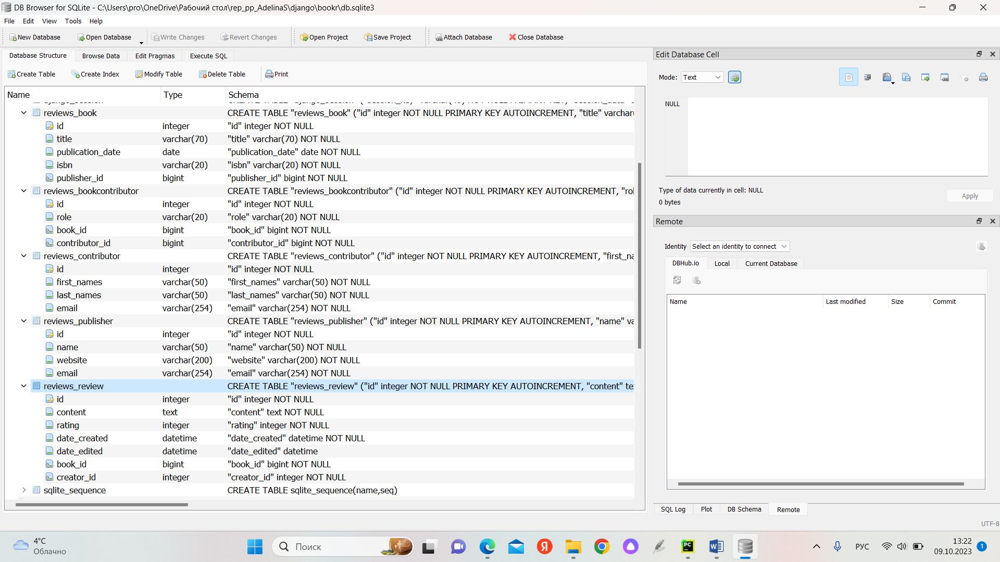 DB Browser for SQLite - C:\Users\pro\OneDrive\Рабочий стол\rep_pp_AdelinaS\django\bookr\db.sqlite3
File Edit View Tools Help
New Database Open Database Write Changes Revert Changes Open Project Save Project Attach Database Close Database
Database Structure Browse Data Edit Pragmas Execute SQL
Create Table Create Index Modify Table Delete Table Print
Name Type Schema
reviews_book CREATE TABLE "reviews_book" ("id" integer NOT NULL PRIMARY KEY AUTOINCREMENT, "title" varchar(
id integer "id" integer NOT NULL
title varchar(70) "title" varchar(70) NOT NULL
publication_date date "publication_date" date NOT NULL
isbn varchar(20) "isbn" varchar(20) NOT NULL
publisher_id bigint "publisher_id" bigint NOT NULL
reviews_bookcontributor CREATE TABLE "reviews_bookcontributor" ("id" integer NOT NULL PRIMARY KEY AUTOINCREMENT, "rol
id integer "id" integer NOT NULL
role varchar(20) "role" varchar(20) NOT NULL
book_id bigint "book_id" bigint NOT NULL
contributor_id bigint "contributor_id" bigint NOT NULL
reviews_contributor CREATE TABLE "reviews_contributor" ("id" integer NOT NULL PRIMARY KEY AUTOINCREMENT, "first_na
id integer "id" integer NOT NULL
first_names varchar(50) "first_names" varchar(50) NOT NULL
last_names varchar(50) "last_names" varchar(50) NOT NULL
email varchar(254) "email" varchar(254) NOT NULL
reviews_publisher CREATE TABLE "reviews_publisher" ("id" integer NOT NULL PRIMARY KEY AUTOINCREMENT, "name" va
id integer "id" integer NOT NULL
name varchar(50) "name" varchar(50) NOT NULL
website varchar(200) "website" varchar(200) NOT NULL
email varchar(254) "email" varchar(254) NOT NULL
reviews_review CREATE TABLE "reviews_review" ("id" integer NOT NULL PRIMARY KEY AUTOINCREMENT, "content" te
id integer "id" integer NOT NULL
content text "content" text NOT NULL
rating integer "rating" integer NOT NULL
date_created datetime "date_created" datetime NOT NULL
date_edited datetime "date_edited" datetime
book_id bigint "book_id" bigint NOT NULL
creator_id integer "creator_id" integer NOT NULL
sqlite_sequence CREATE TABLE sqlite_sequence(name,seq)
Edit Database Cell
Mode: Text
NULL
Type of data currently in cell: NULL
0 bytes
Apply
Remote
Identity Select an identity to connect
DBHub.io Local Current Database
Name Last modified Size Commit
SQL Log Plot DB Schema Remote
UTF-8
4°C
Облачно
Поиск
РУС
13:22
09.10.2023
1